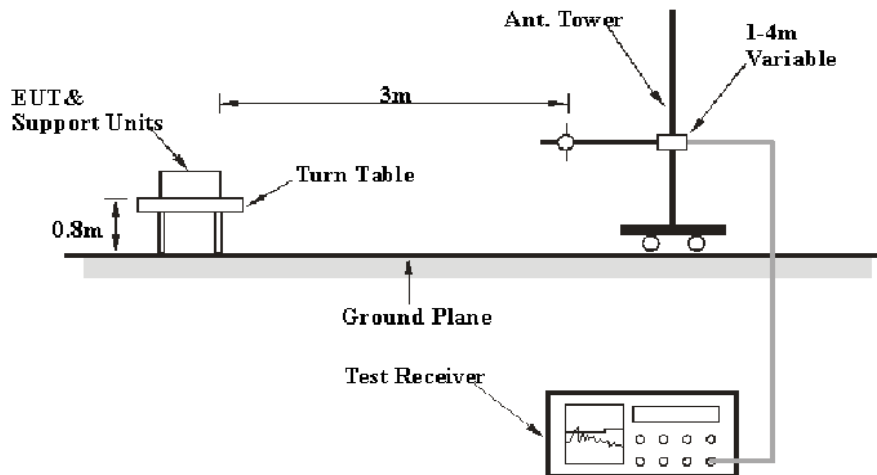 Ant. Tower
1-4m
Variable
3m
EUT &
Support Units
Turn Table
0.8m
Ground Plane
Test Receiver